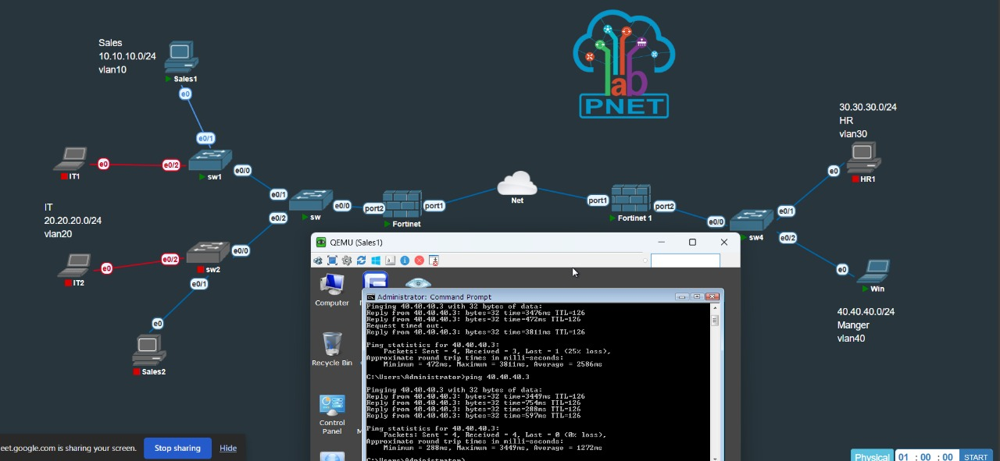 Sales
10.10.10.0/24
vlan10
Sales1
e0
e0/1
IT1
e0
e0/2
sw1
e0/0
IT
20.20.20.0/24
vlan20
e0/1
e0/2
sw
e0/0
port2
Fortinet
port1
Net
port1
Fortinet 1
port2
e0/0
sw4
e0/1
e0/2
30.30.30.0/24
HR
vlan30
e0
HR1
e0
Win
40.40.40.0/24
Manger
vlan40
lab
PNET
IT2
e0
e0/2
sw2
e0/0
e0/1
e0
Sales2
QEMU (Sales1)
Computer
Recycle Bin
Control
Panel
Administrator: Command Prompt
Pinging 40.40.40.3 with 32 bytes of data:
Reply from 40.40.40.3: bytes=32 time=3476ms TTL=126
Reply from 40.40.40.3: bytes=32 time=472ms TTL=126
Request timed out.
Reply from 40.40.40.3: bytes=32 time=3811ms TTL=126
Ping statistics for 40.40.40.3:
Packets: Sent = 4, Received = 3, Lost = 1 (25% loss),
Approximate round trip times in milli-seconds:
Minimum = 472ms, Maximum = 3811ms, Average = 2586ms
C:\Users\Administrator>ping 40.40.40.3
Pinging 40.40.40.3 with 32 bytes of data:
Reply from 40.40.40.3: bytes=32 time=3449ms TTL=126
Reply from 40.40.40.3: bytes=32 time=754ms TTL=126
Reply from 40.40.40.3: bytes=32 time=288ms TTL=126
Reply from 40.40.40.3: bytes=32 time=597ms TTL=126
Ping statistics for 40.40.40.3:
Packets: Sent = 4, Received = 4, Lost = 0 (0% loss),
Approximate round trip times in milli-seconds:
Minimum = 288ms, Maximum = 3449ms, Average = 1272ms
C:\Users\Administrator>
eet.google.com is sharing your screen.
Stop sharing
Hide
Physical
01 : 00 : 00
START